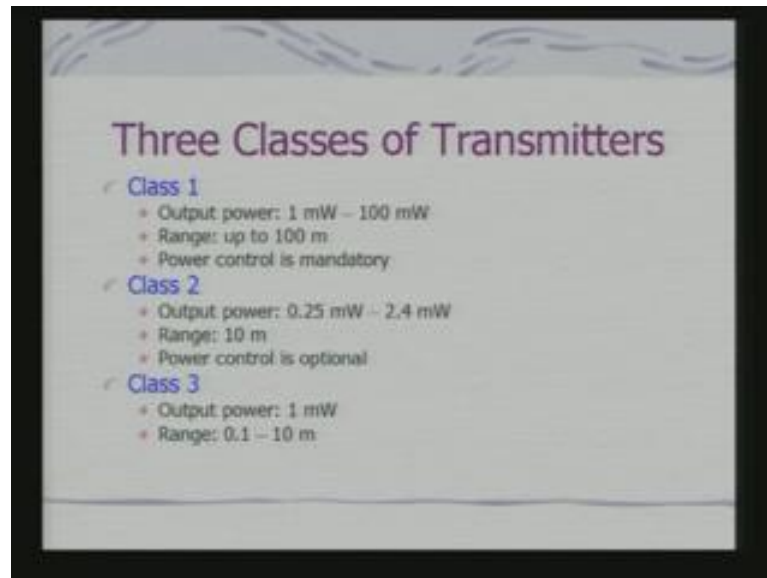 Three Classes of Transmitters
Class 1
Output power: 1 mW – 100 mW
Range: up to 100 m
Power control is mandatory
Class 2
Output power: 0.25 mW – 2.4 mW
Range: 10 m
Power control is optional
Class 3
Output power: 1 mW
Range: 0.1 – 10 m